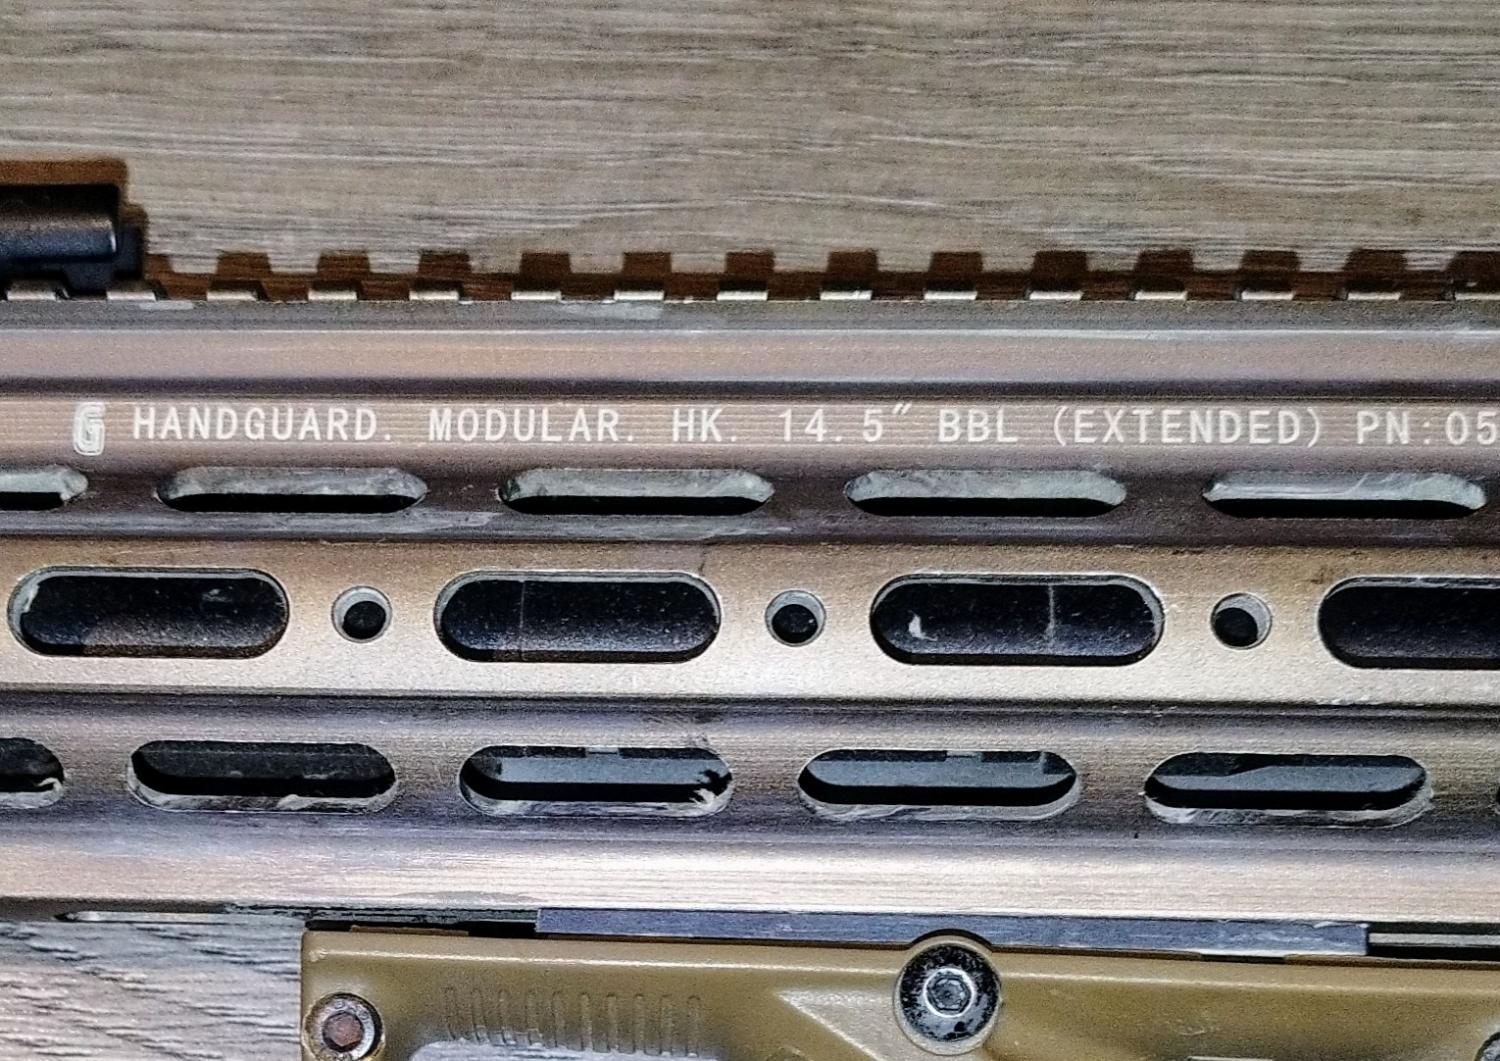 G HANDGUARD. MODULAR. HK. 14.5" BBL (EXTENDED) PN:05